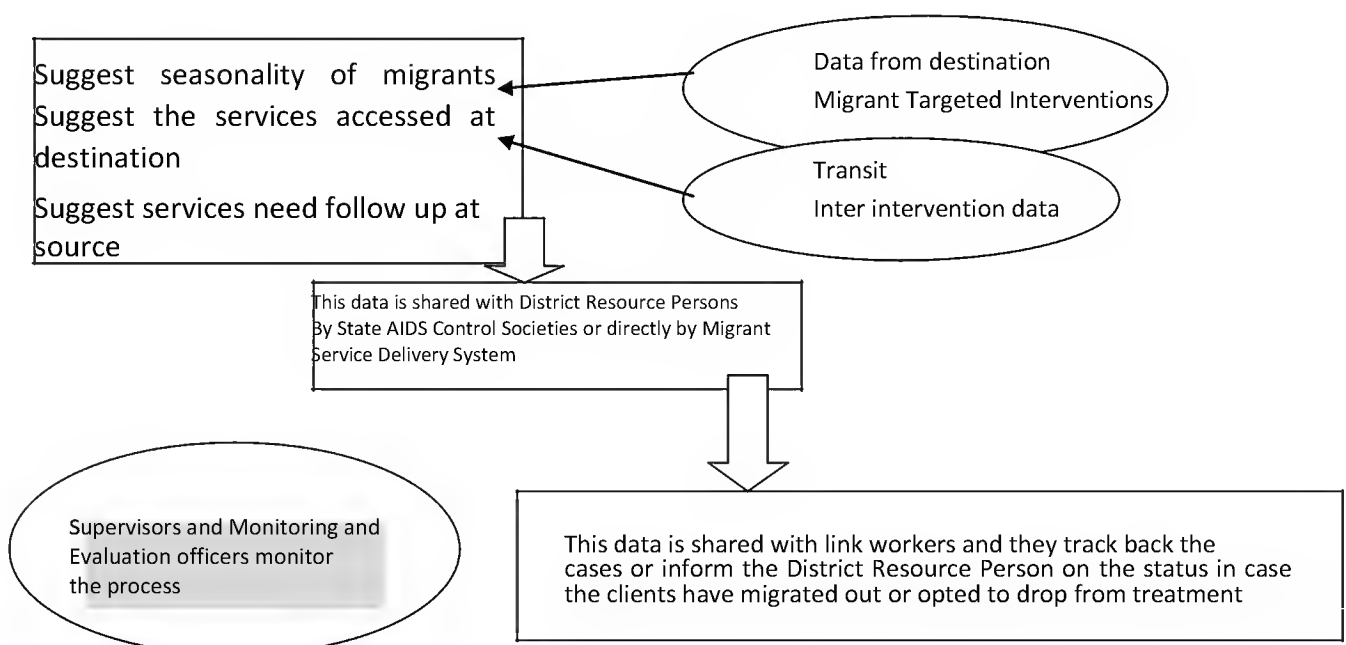 Suggest seasonality of migrants
Suggest the services accessed at
destination
Suggest services need follow up at
source
Data from destination
Migrant Targeted Interventions
Transit
Inter intervention data
This data is shared with District Resource Persons
By State AIDS Control Societies or directly by Migrant
Service Delivery System
Supervisors and Monitoring and
Evaluation officers monitor
the process
This data is shared with link workers and they track back the
cases or inform the District Resource Person on the status in case
the clients have migrated out or opted to drop from treatment